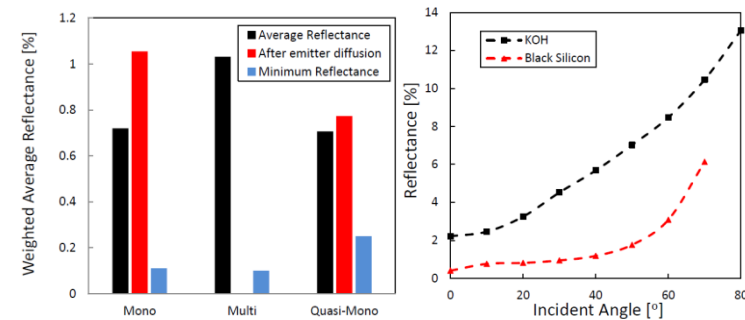 Weighted Average Reflectance [%]
1.2
1
0.8
0.6
0.4
0.2
0
Average Reflectance
After emitter diffusion
Minimum Reflectance
Mono
Multi
Quasi-Mono
Reflectance [%]
14
12
10
8
6
4
2
0
KOH
Black Silicon
0
20
40
60
80
Incident Angle [°]